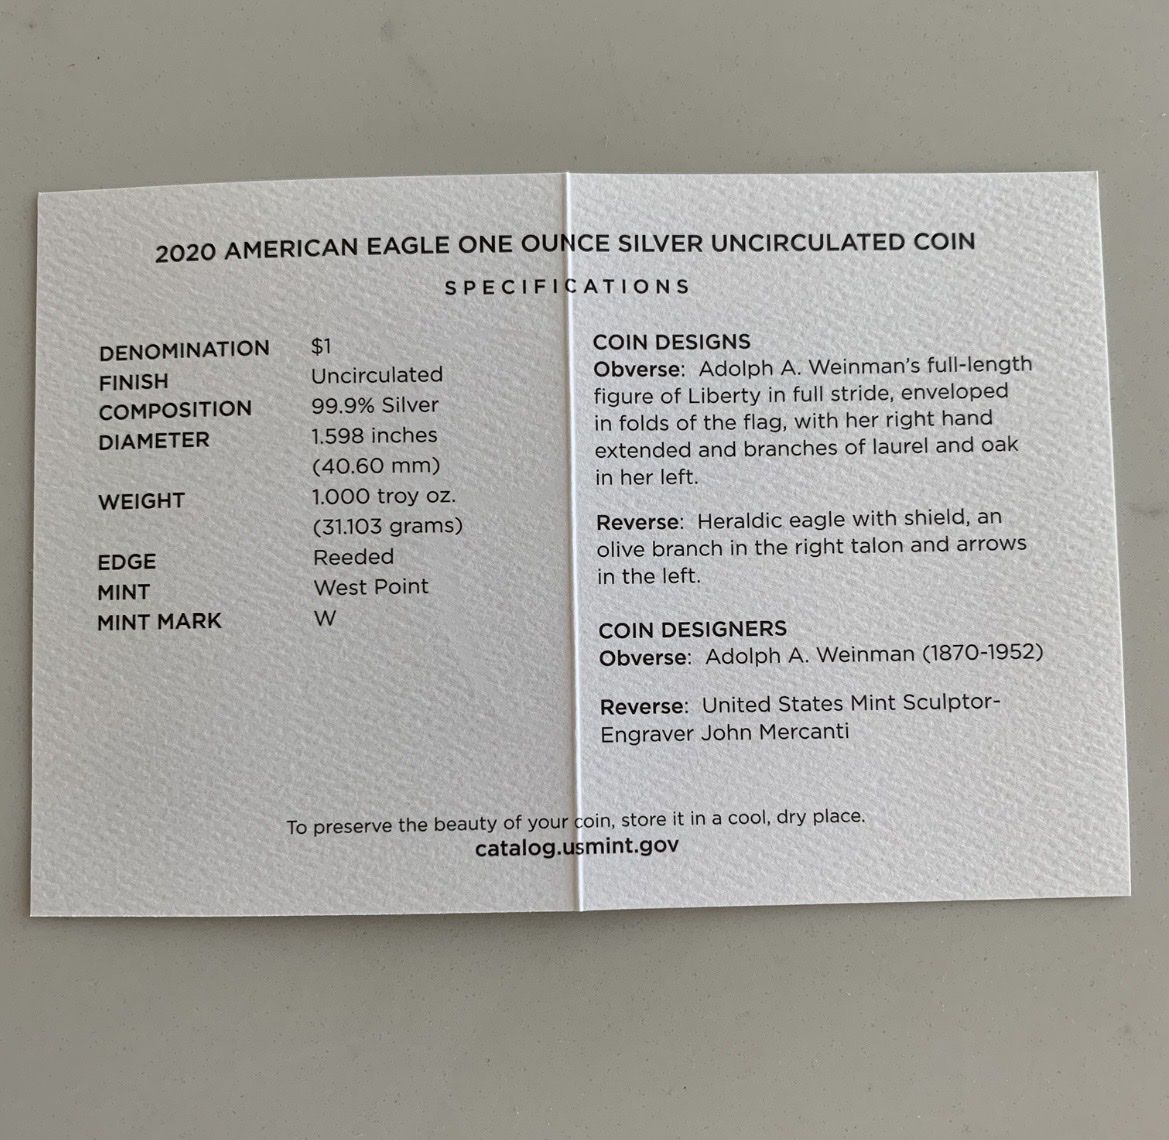 2020 AMERICAN EAGLE ONE OUNCE SILVER UNCIRCULATED COIN
SPECIFICATIONS
DENOMINATION $1
FINISH Uncirculated
COMPOSITION 99.9% Silver
DIAMETER 1.598 inches
(40.60 mm)
WEIGHT 1.000 troy oz.
(31.103 grams)
EDGE Reeded
MINT West Point
MINT MARK W
COIN DESIGNS
Obverse: Adolph A. Weinman's full-length
figure of Liberty in full stride, enveloped
in folds of the flag, with her right hand
extended and branches of laurel and oak
in her left.
Reverse: Heraldic eagle with shield, an
olive branch in the right talon and arrows
in the left.
COIN DESIGNERS
Obverse: Adolph A. Weinman (1870-1952)
Reverse: United States Mint Sculptor-
Engraver John Mercanti
To preserve the beauty of your coin, store it in a cool, dry place.
catalog.usmint.gov